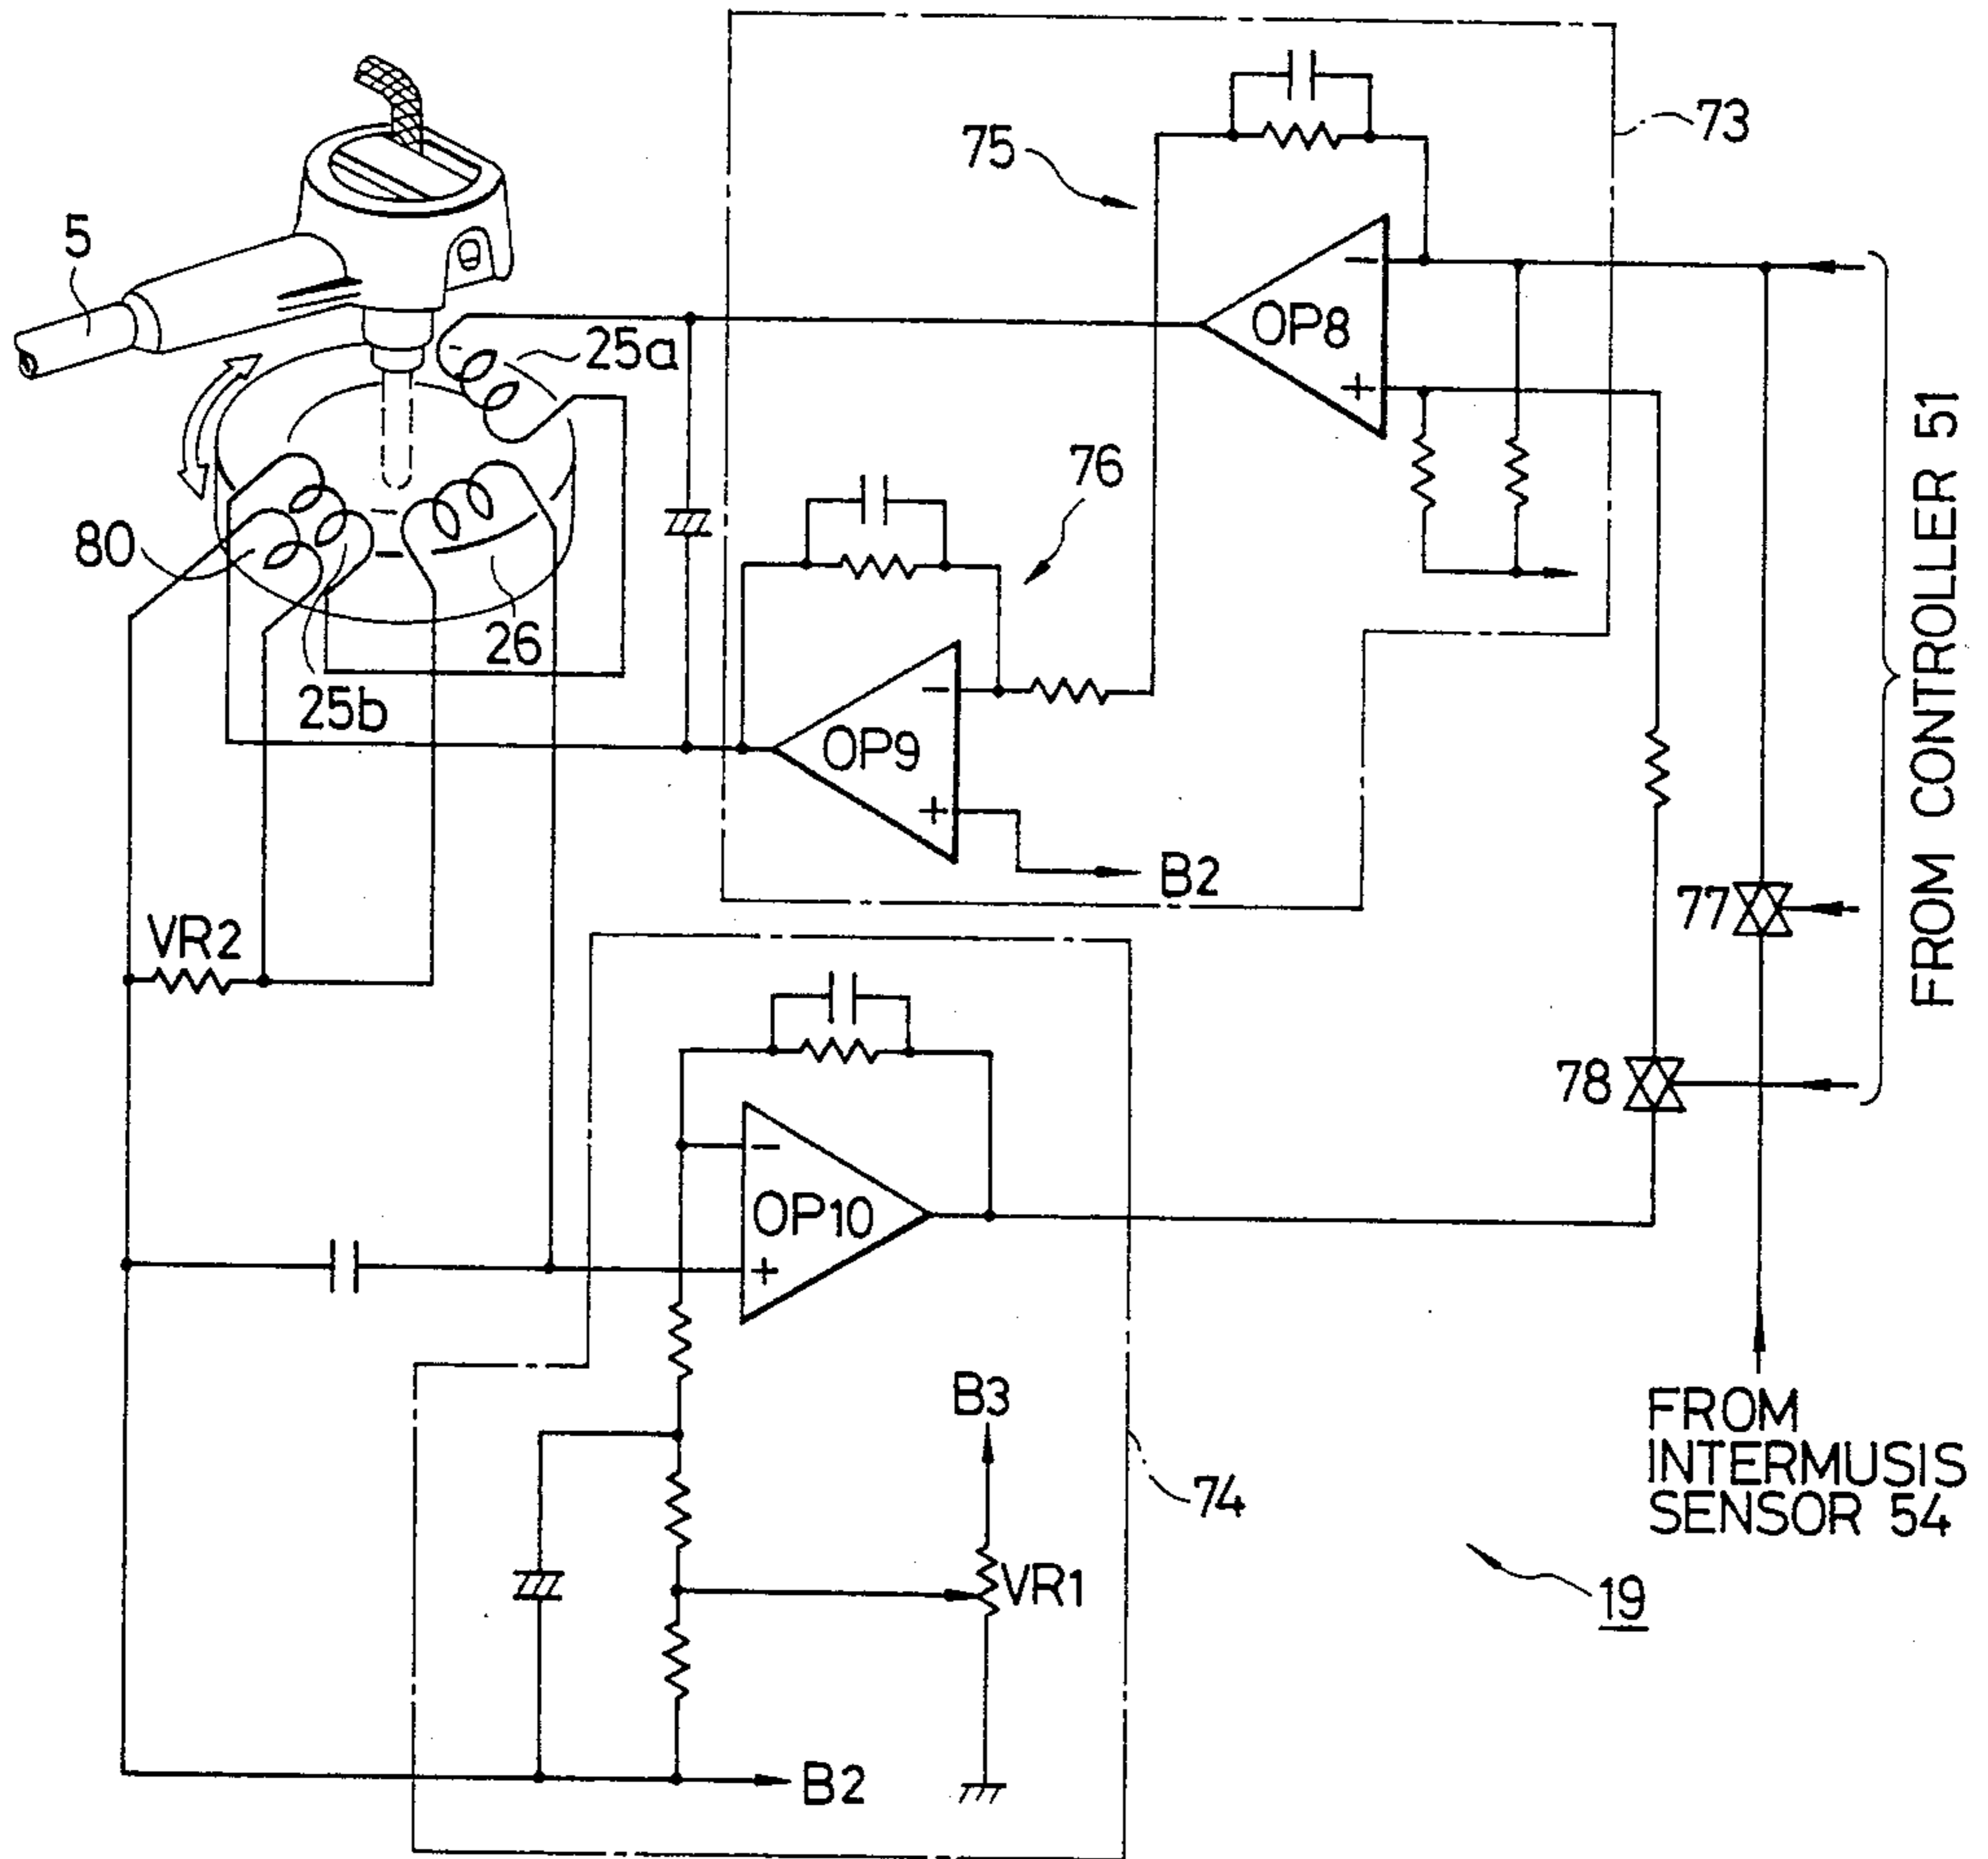 73
75
5
−
OP8
+
25a
76
80
26
25b
−
OP9
+
B2
FROM CONTROLLER 51
77
VR2
78
−
OP10
+
B3
FROM
INTERMUSIS
SENSOR 54
74
VR1
19
B2